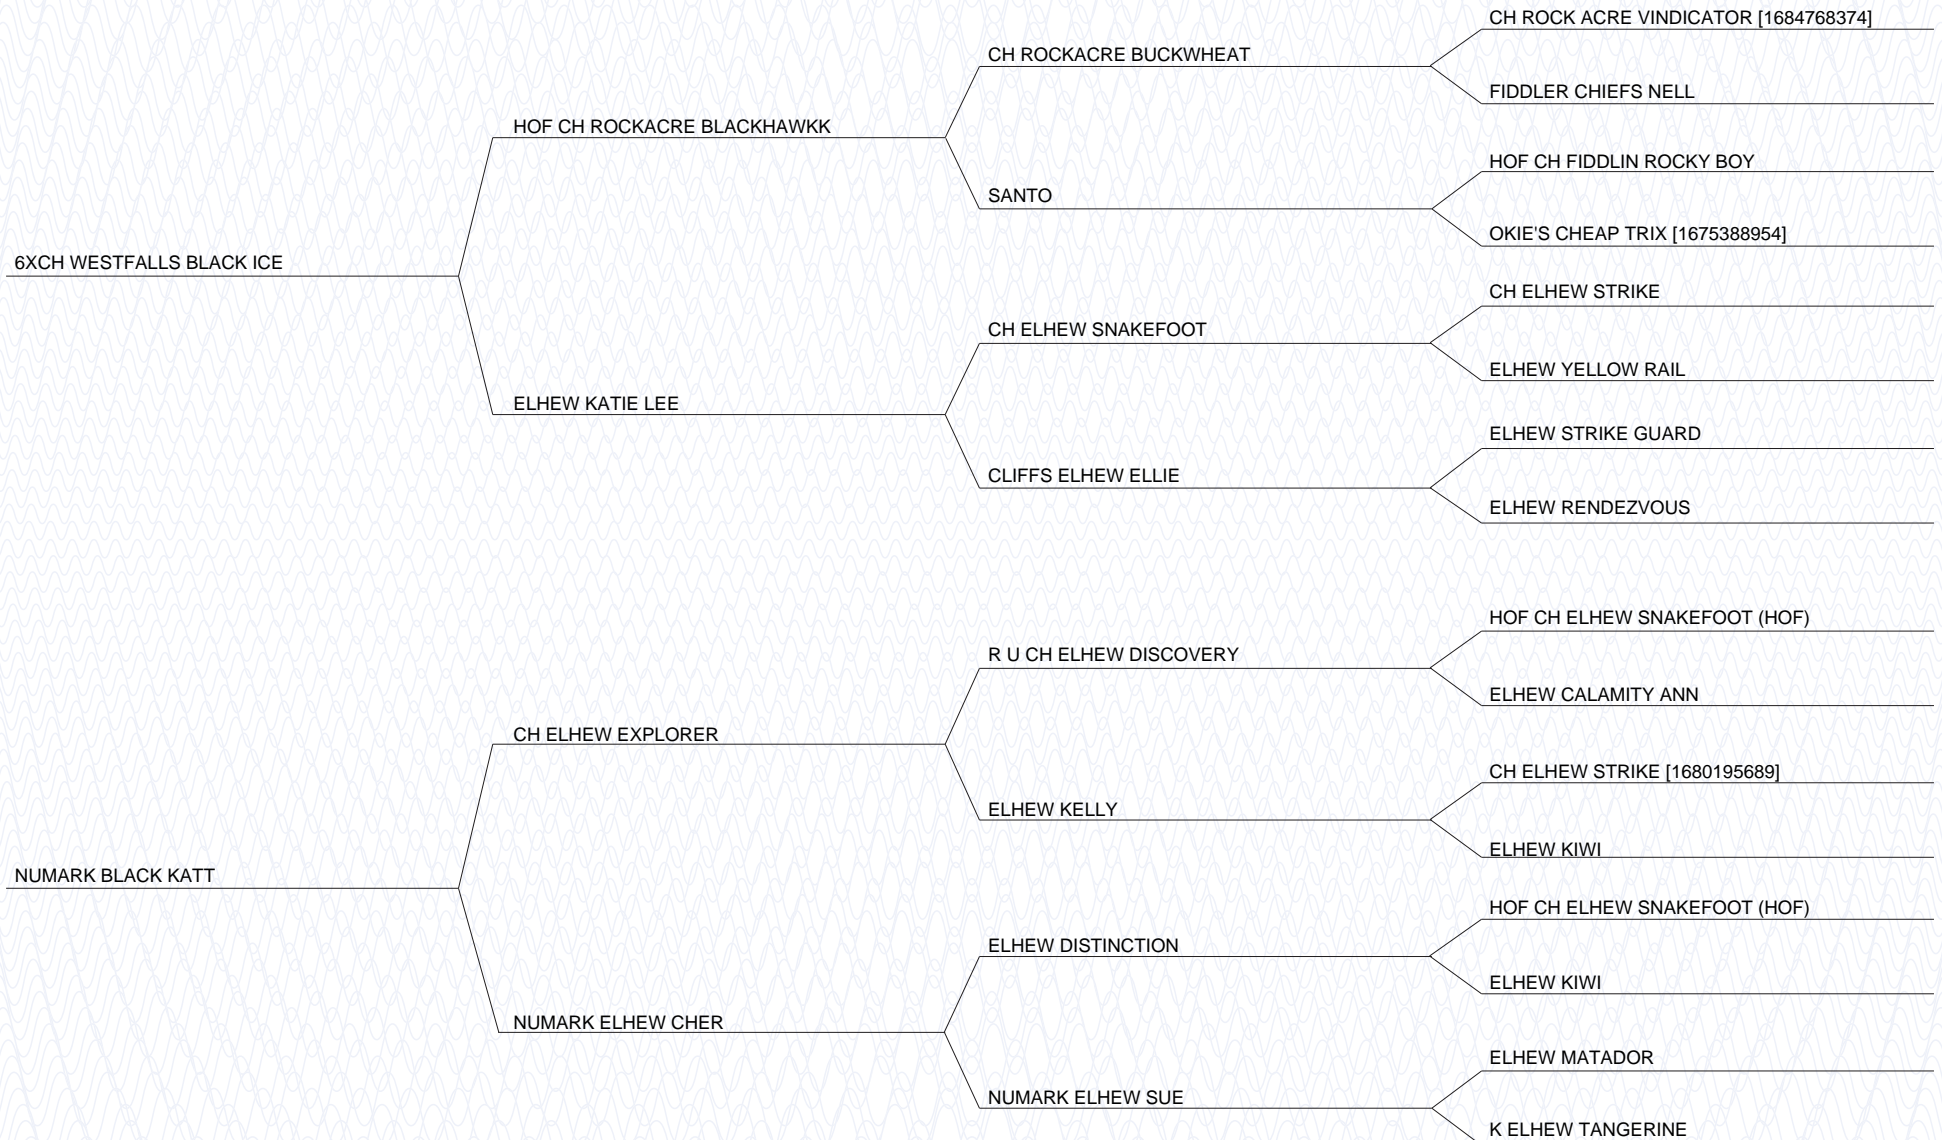 CH ROCK ACRE VINDICATOR [1684768374]
CH ROCKACRE BUCKWHEAT
FIDDLER CHIEFS NELL
HOF CH ROCKACRE BLACKHAWKK
HOF CH FIDDLIN ROCKY BOY
SANTO
OKIE'S CHEAP TRIX [1675388954]
6XCH WESTFALLS BLACK ICE
CH ELHEW STRIKE
CH ELHEW SNAKEFOOT
ELHEW YELLOW RAIL
ELHEW KATIE LEE
ELHEW STRIKE GUARD
CLIFFS ELHEW ELLIE
ELHEW RENDEZVOUS
HOF CH ELHEW SNAKEFOOT (HOF)
R U CH ELHEW DISCOVERY
ELHEW CALAMITY ANN
CH ELHEW EXPLORER
CH ELHEW STRIKE [1680195689]
ELHEW KELLY
ELHEW KIWI
NUMARK BLACK KATT
HOF CH ELHEW SNAKEFOOT (HOF)
ELHEW DISTINCTION
ELHEW KIWI
NUMARK ELHEW CHER
ELHEW MATADOR
NUMARK ELHEW SUE
K ELHEW TANGERINE